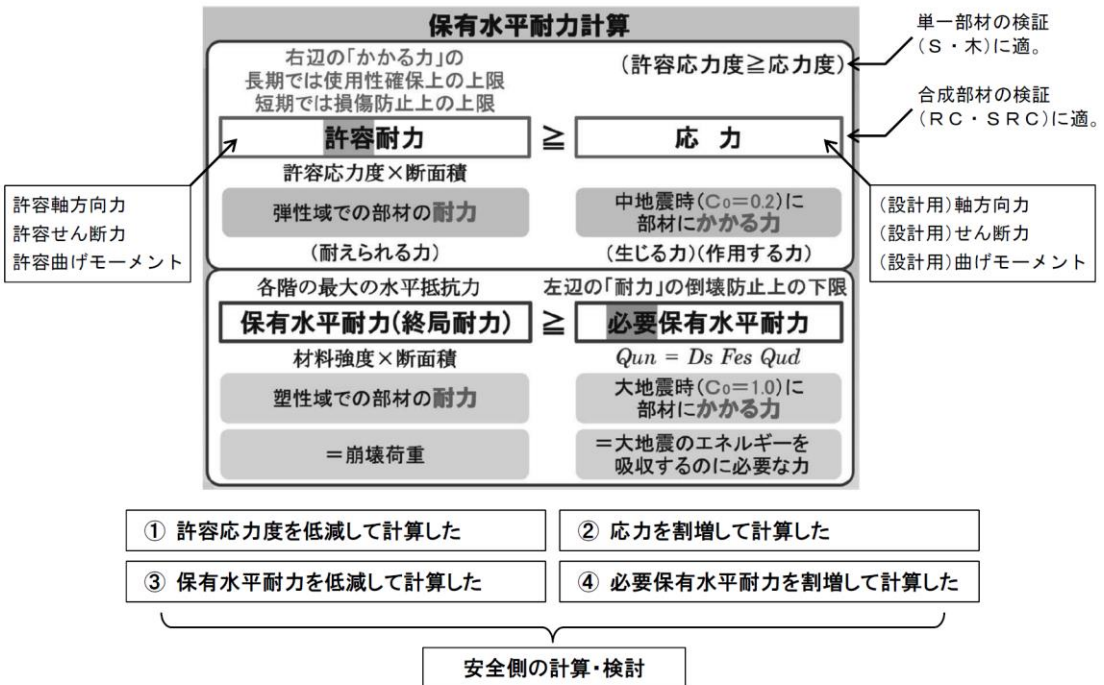 保有水平耐力計算
右辺の「かかる力」の
長期では使用性確保上の上限
短期では損傷防止上の上限
(許容応力度≧応力度)
単一部材の検証
(S・木)に適。
合成部材の検証
(RC・SRC)に適。
許容耐力 ≧ 応 力
許容応力度×断面積
弾性域での部材の耐力
中地震時(C₀=0.2)に
部材にかかる力
(耐えられる力)
(生じる力)(作用する力)
許容軸方向力
許容せん断力
許容曲げモーメント
(設計用)軸方向力
(設計用)せん断力
(設計用)曲げモーメント
各階の最大の水平抵抗力
左辺の「耐力」の倒壊防止上の下限
保有水平耐力(終局耐力) ≧ 必要保有水平耐力
材料強度×断面積
Qun = Ds Fes Qud
塑性域での部材の耐力
大地震時(C₀=1.0)に
部材にかかる力
=崩壊荷重
=大地震のエネルギーを
吸収するのに必要な力
① 許容応力度を低減して計算した
② 応力を割増して計算した
③ 保有水平耐力を低減して計算した
④ 必要保有水平耐力を割増して計算した
安全側の計算・検討